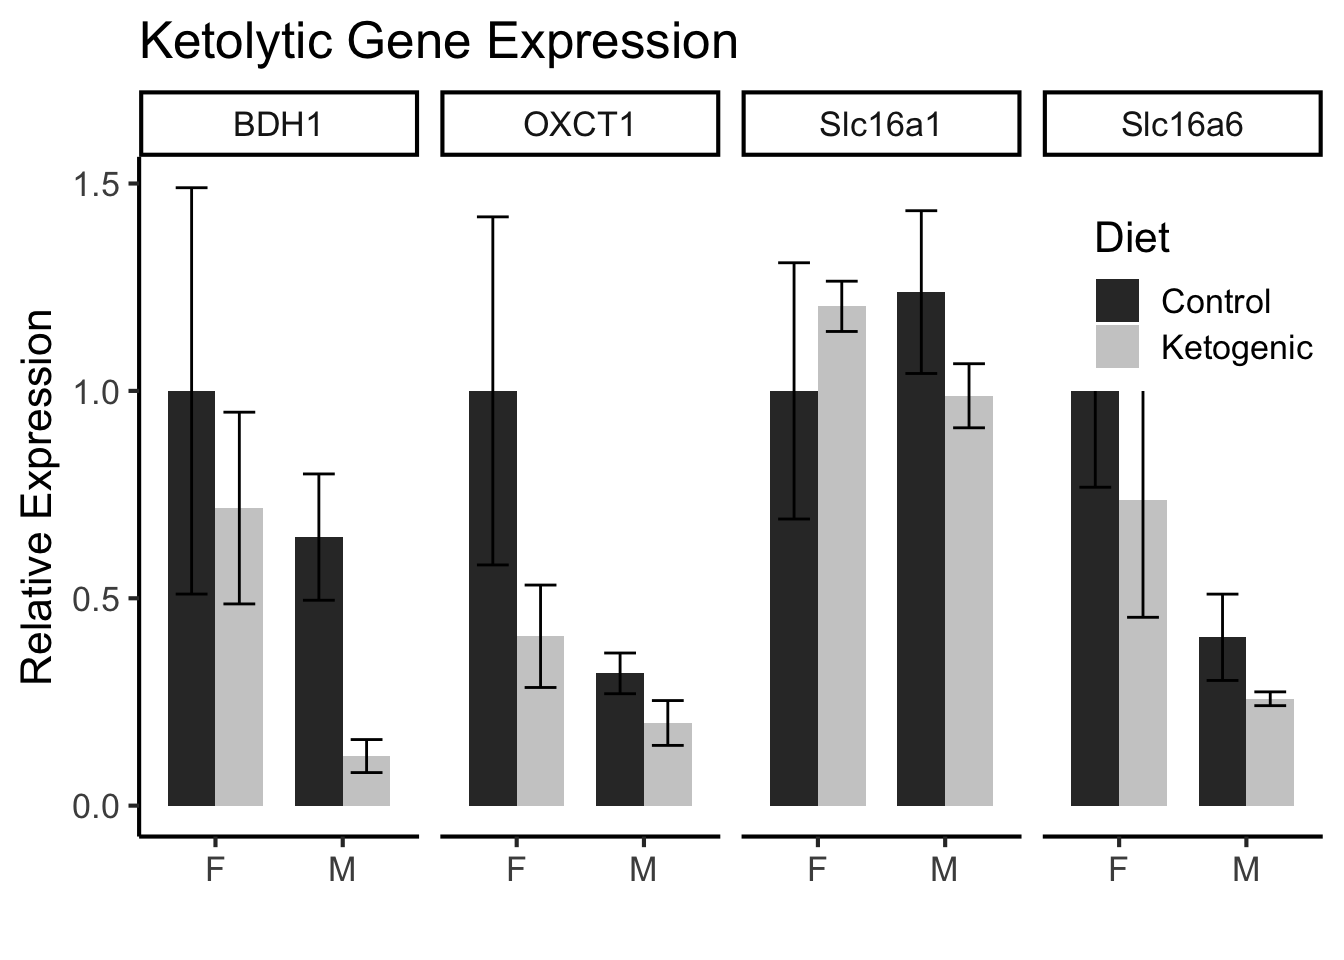 Ketolytic Gene Expression
BDH1 OXCT1 Slc16a1 Slc16a6
1.5
1.0
0.5
0.0
Relative Expression
Diet
Control
Ketogenic
F M F M F M F M